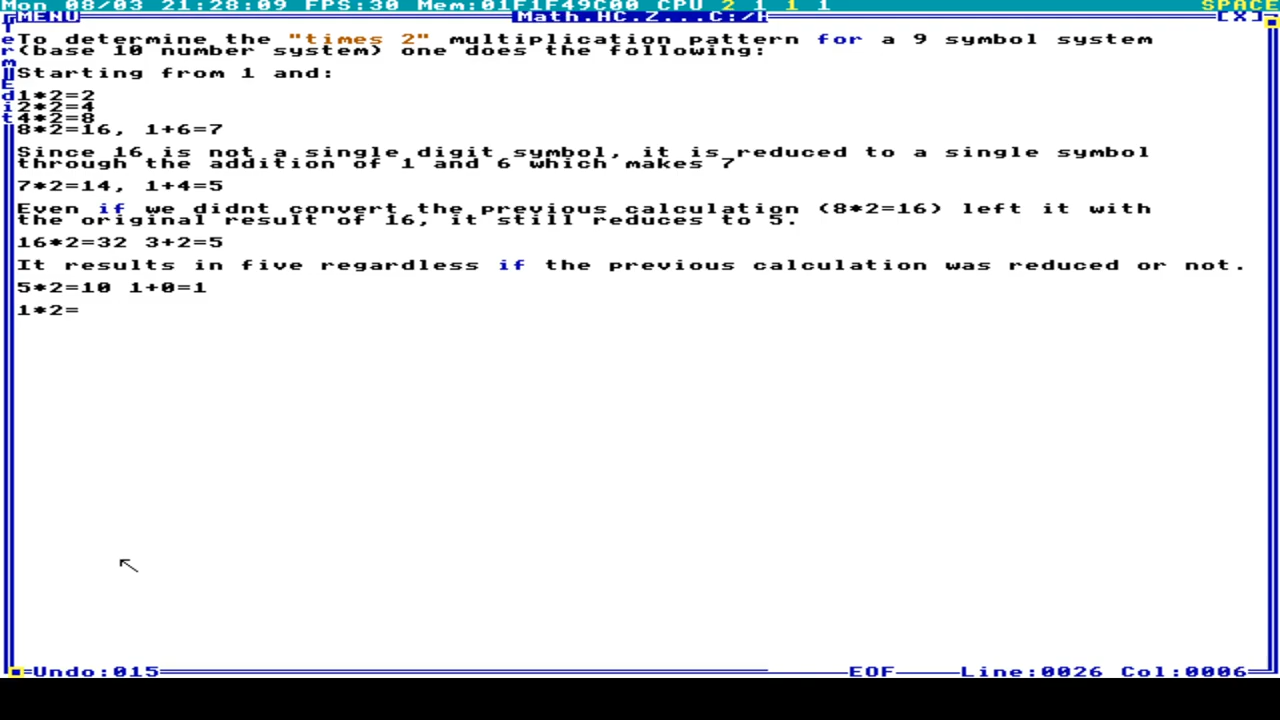 Mon 08/03 21:28:09 FPS:30 Mem:01F1F49C00 CPU 2 1 1 1 SPACE
MENU Math.HC.Z...C:/H [X]
TermEdit
To determine the "times 2" multiplication pattern for a 9 symbol system
(base 10 number system) one does the following:
Starting from 1 and:
1*2=2
2*2=4
4*2=8
8*2=16, 1+6=7
Since 16 is not a single digit symbol, it is reduced to a single symbol
through the addition of 1 and 6 which makes 7
7*2=14, 1+4=5
Even if we didnt convert the previous calculation (8*2=16) left it with
the original result of 16, it still reduces to 5.
16*2=32 3+2=5
It results in five regardless if the previous calculation was reduced or not.
5*2=10 1+0=1
1*2=
Undo:015 EOF Line:0026 Col:0006